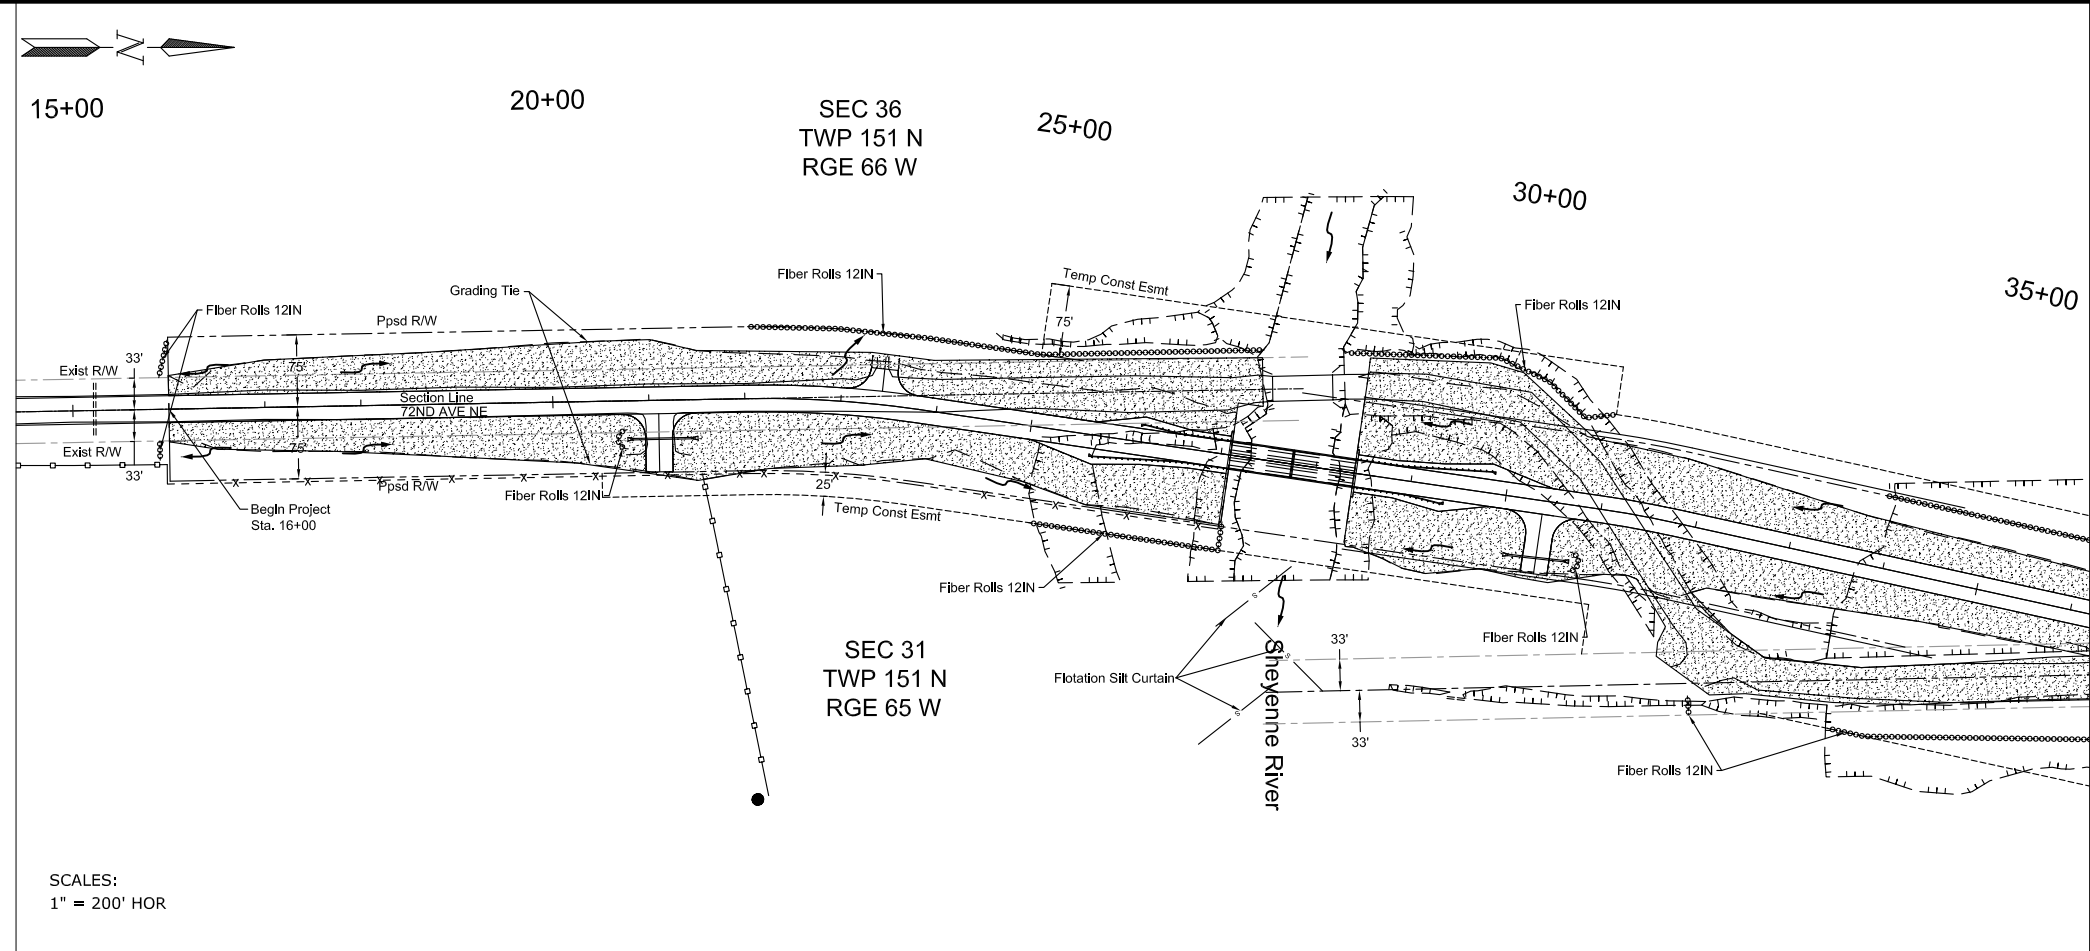 N
15+00
20+00
SEC 36
TWP 151 N
RGE 66 W
25+00
30+00
35+00
Fiber Rolls 12IN
Grading Tie
Fiber Rolls 12IN
Temp Const Esmt
75'
Fiber Rolls 12IN
Ppsd R/W
33'
Exist R/W
75'
Section Line
72ND AVE NE
Exist R/W
75'
33'
Ppsd R/W
Fiber Rolls 12IN
25'
Temp Const Esmt
Begin Project
Sta. 16+00
Fiber Rolls 12IN
S
Fiber Rolls 12IN
33'
SEC 31
TWP 151 N
RGE 65 W
Flotation Silt Curtain
S
S
Sheyenne River
33'
Fiber Rolls 12IN
SCALES:
1" = 200' HOR